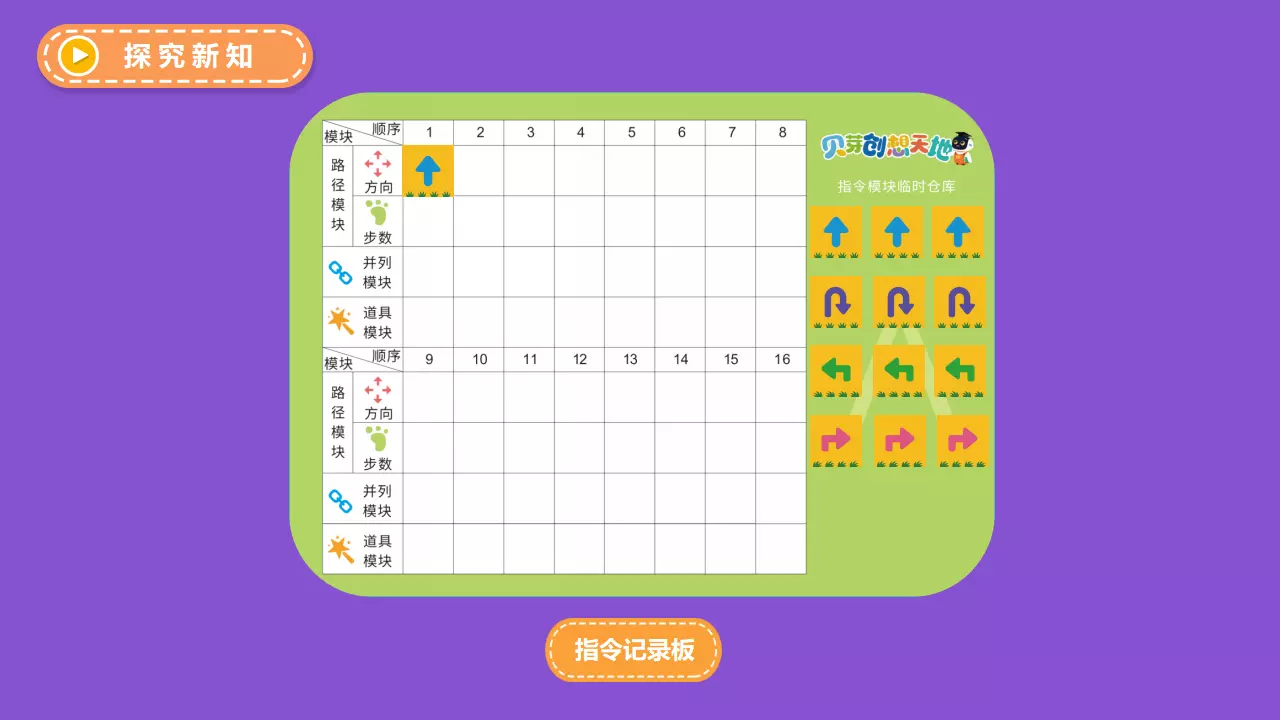 探究新知
模块 顺序 1 2 3 4 5 6 7 8
路径模块 方向
步数
并列模块
道具模块
模块 顺序 9 10 11 12 13 14 15 16
路径模块 方向
步数
并列模块
道具模块
贝芽创想天地
指令模块临时仓库
指令记录板